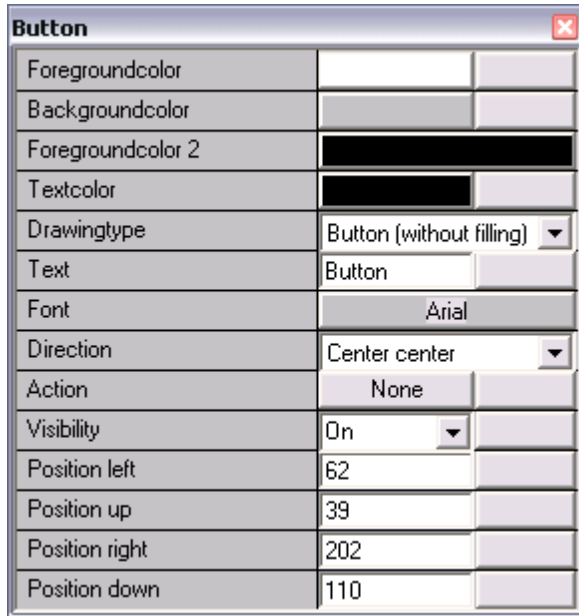 Button
Foregroundcolor
Backgroundcolor
Foregroundcolor 2
Textcolor
Drawingtype Button (without filling)
Text Button
Font Arial
Direction Center center
Action None
Visibility On
Position left 62
Position up 39
Position right 202
Position down 110